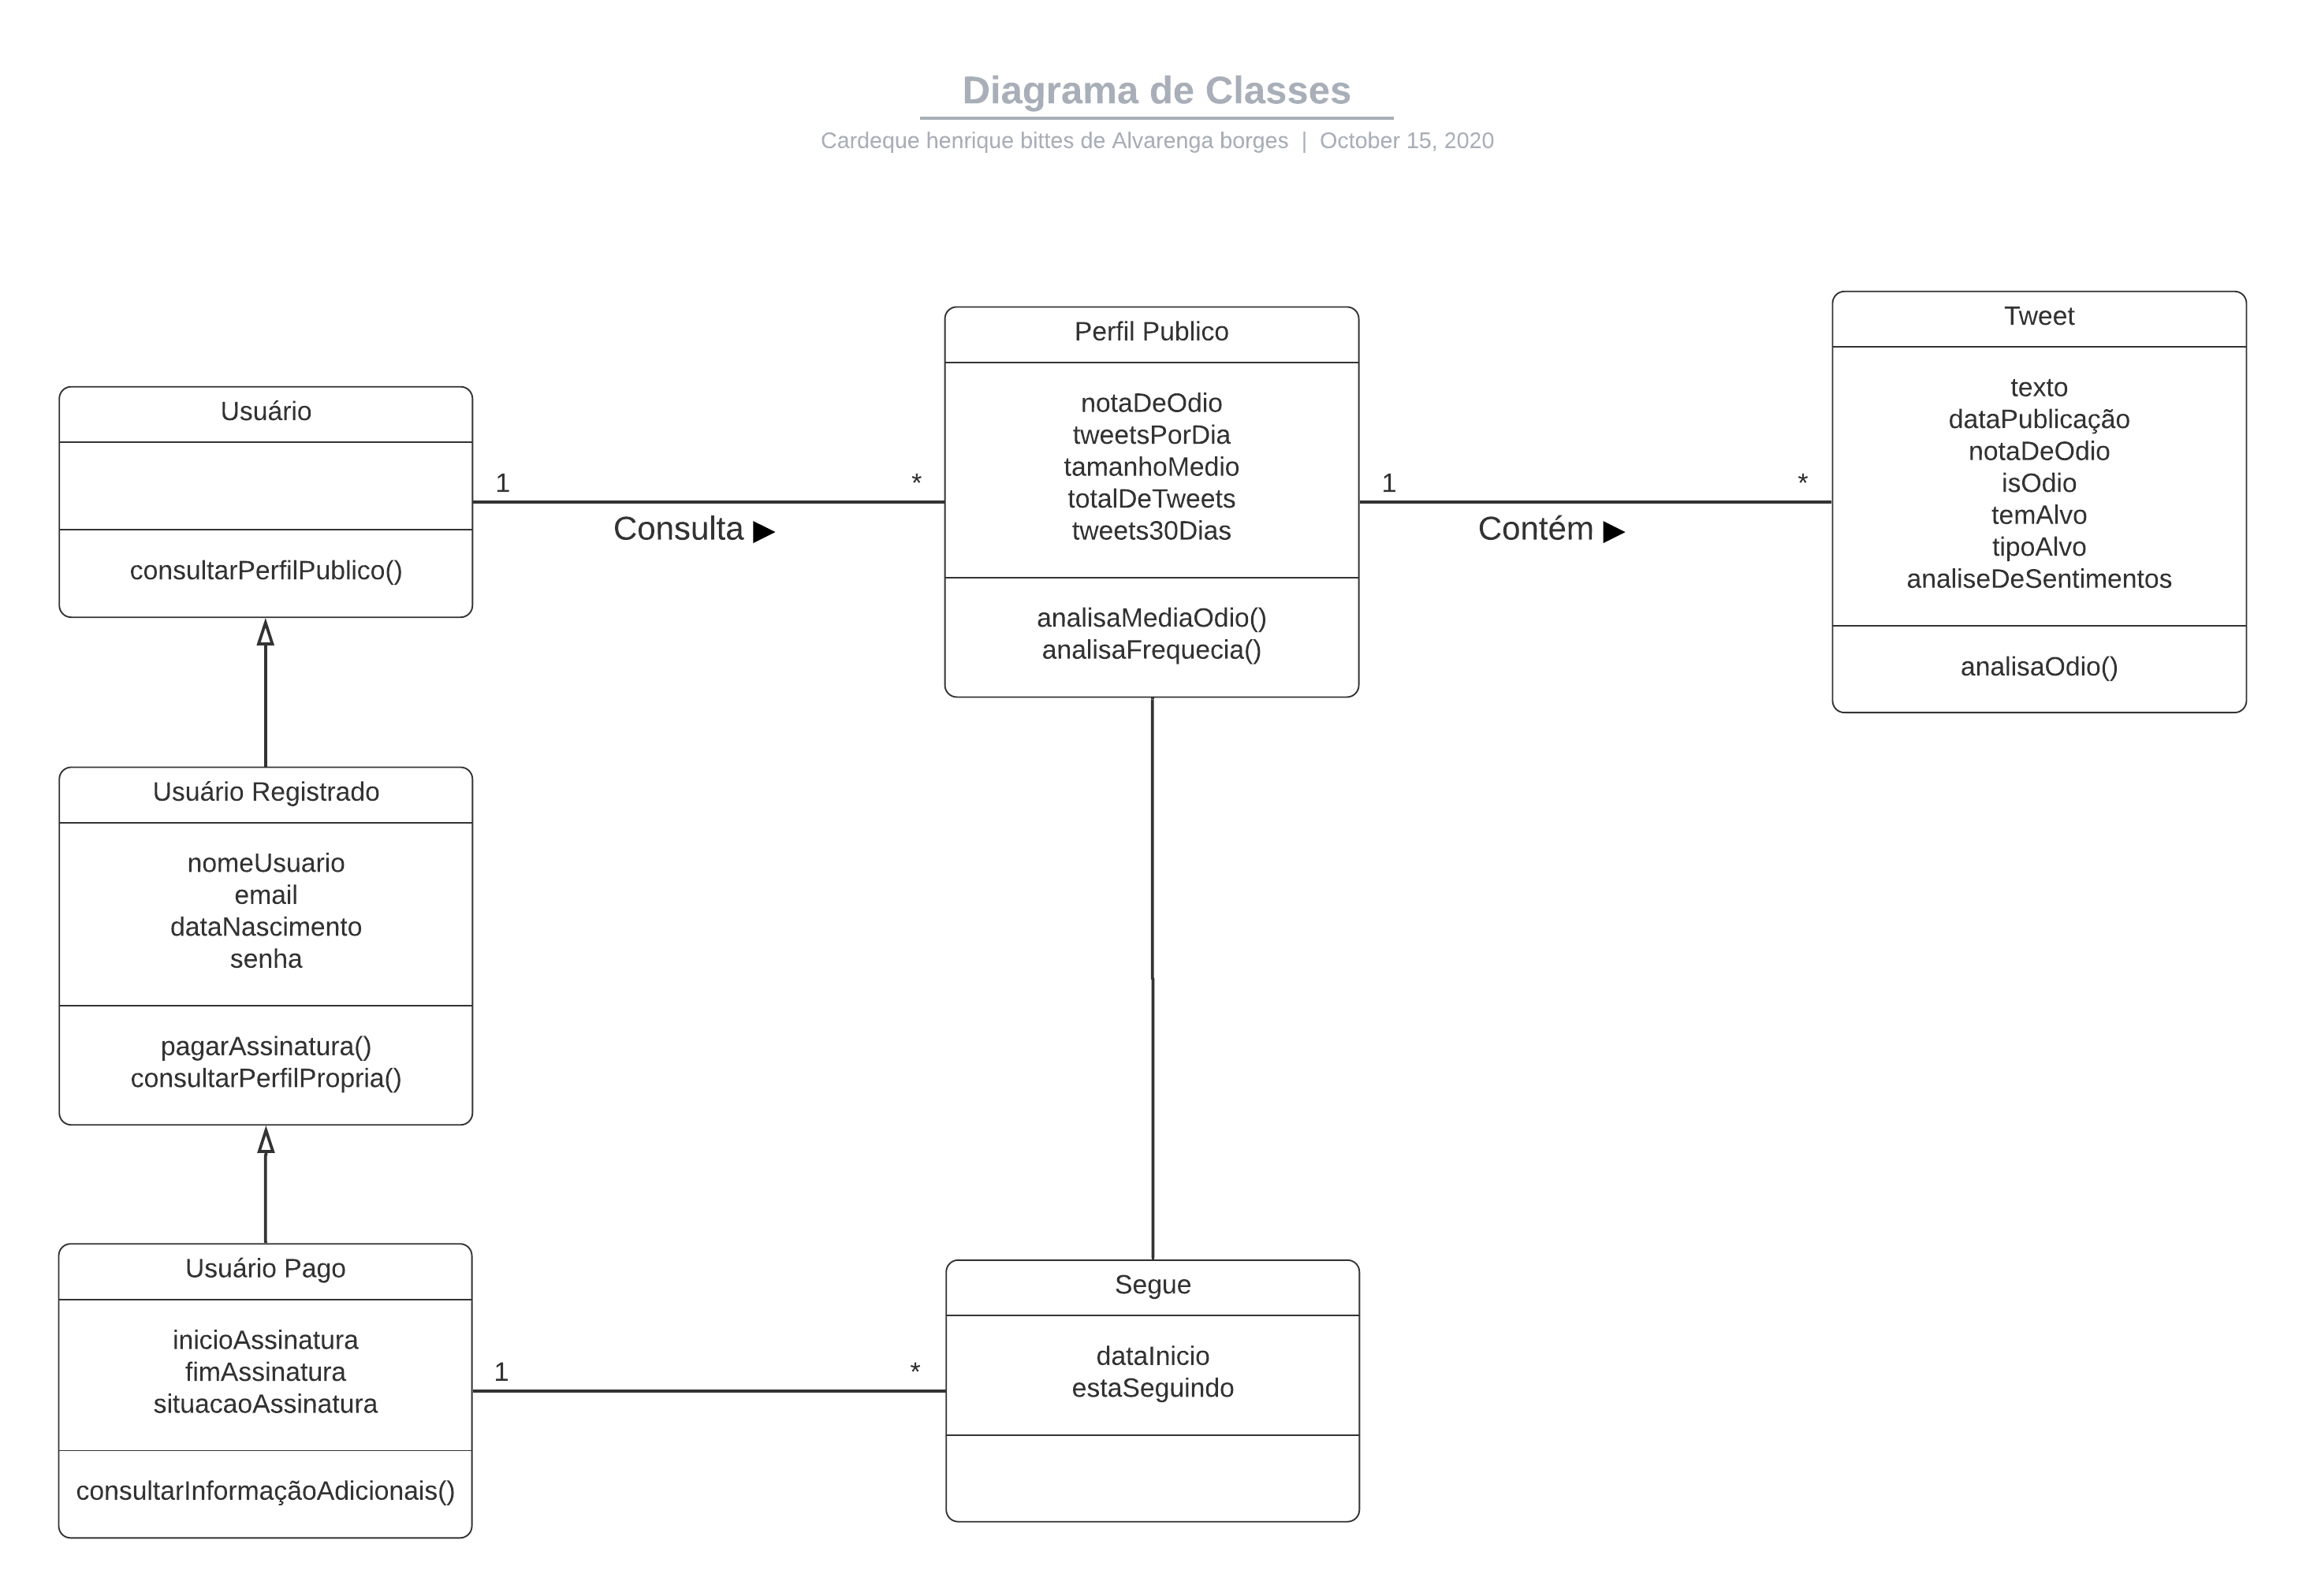 Diagrama de Classes
Cardeque henrique bittes de Alvarenga borges | October 15, 2020
Usuário
consultarPerfilPublico()
1
*
Consulta ▶
Perfil Publico
notaDeOdio
tweetsPorDia
tamanhoMedio
totalDeTweets
tweets30Dias
analisaMediaOdio()
analisaFrequecia()
1
*
Contém ▶
Tweet
texto
dataPublicação
notaDeOdio
isOdio
temAlvo
tipoAlvo
analiseDeSentimentos
analisaOdio()
Usuário Registrado
nomeUsuario
email
dataNascimento
senha
pagarAssinatura()
consultarPerfilPropria()
Usuário Pago
inicioAssinatura
fimAssinatura
situacaoAssinatura
consultarInformaçãoAdicionais()
1
*
Segue
dataInicio
estaSeguindo